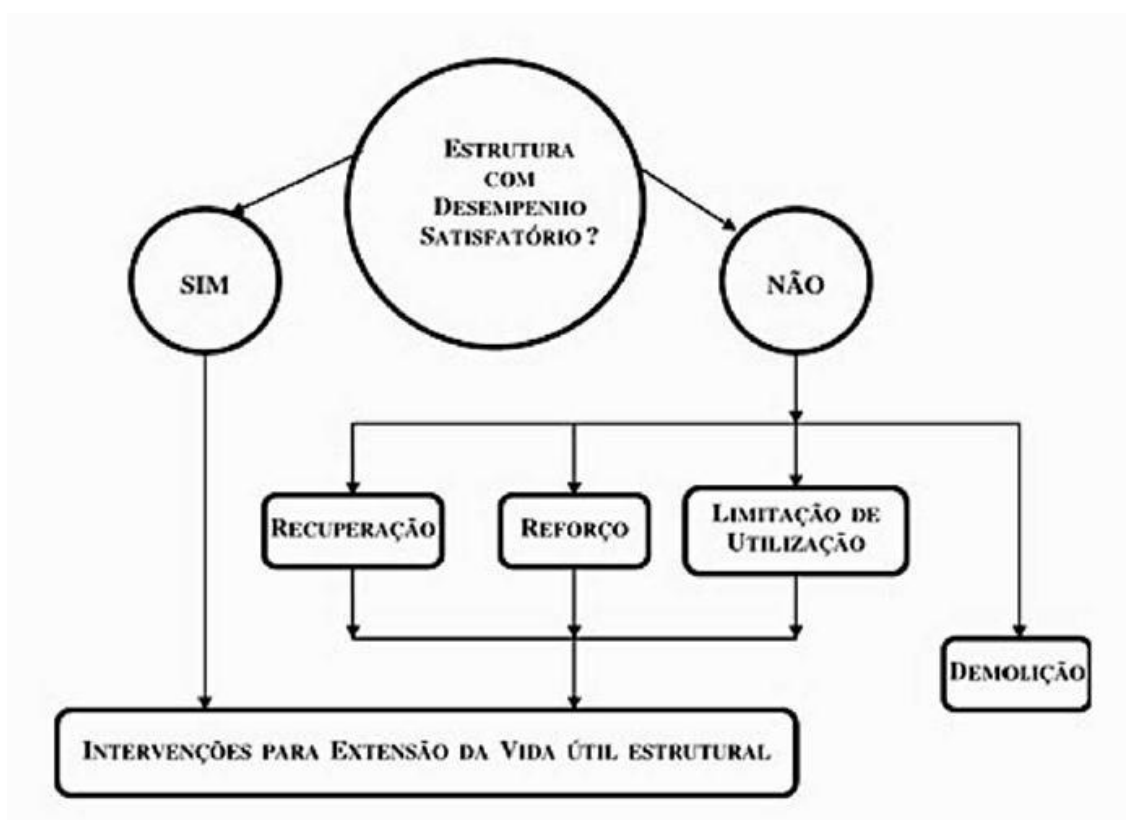 ESTRUTURA
COM
DESEMPENHO
SATISFATÓRIO ?
SIM
NÃO
RECUPERAÇÃO
REFORÇO
LIMITAÇÃO DE
UTILIZAÇÃO
DEMOLIÇÃO
INTERVENÇÕES PARA EXTENSÃO DA VIDA ÚTIL ESTRUTURAL